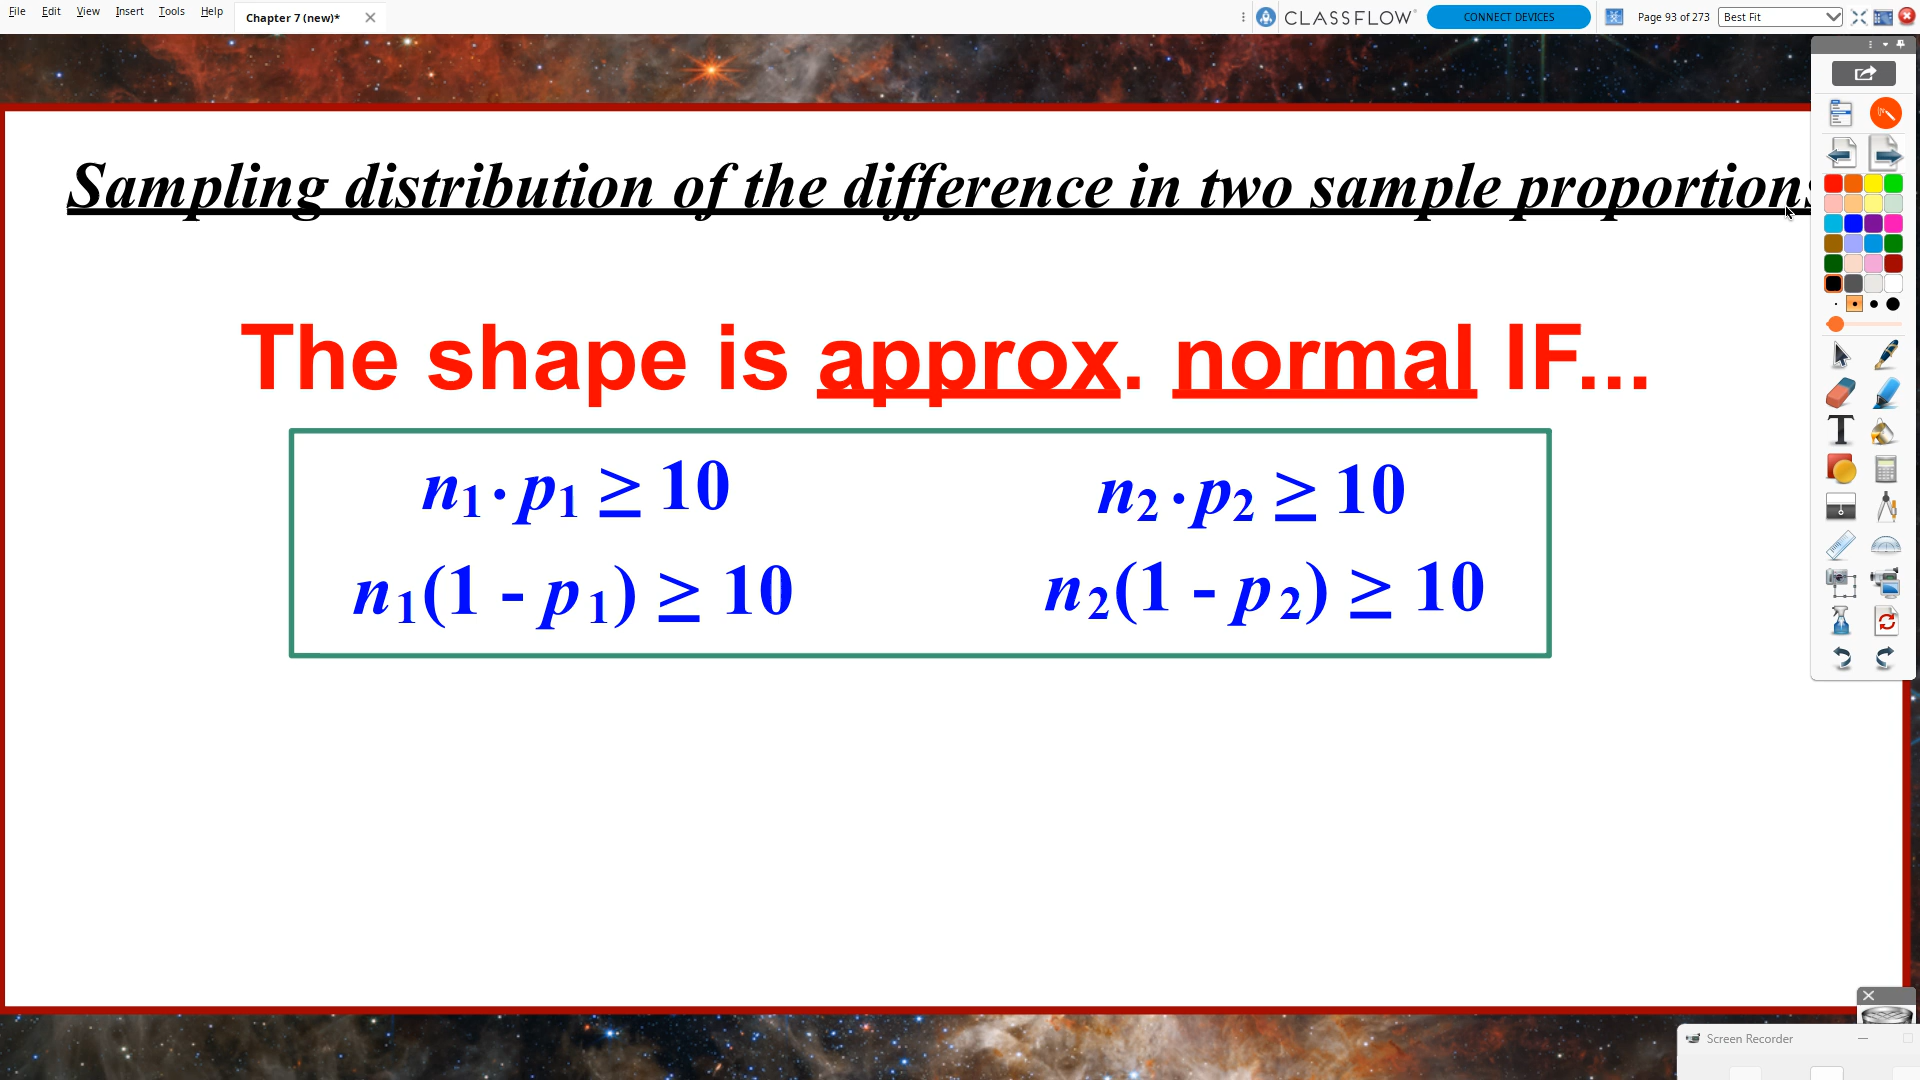 File Edit View Insert Tools Help Chapter 7 (new)* CLASSFLOW CONNECT DEVICES Page 93 of 273 Best Fit
Sampling distribution of the difference in two sample proportions
The shape is approx. normal IF...
n₁ · p₁ ≥ 10 n₂ · p₂ ≥ 10
n₁(1 - p₁) ≥ 10 n₂(1 - p₂) ≥ 10
Screen Recorder